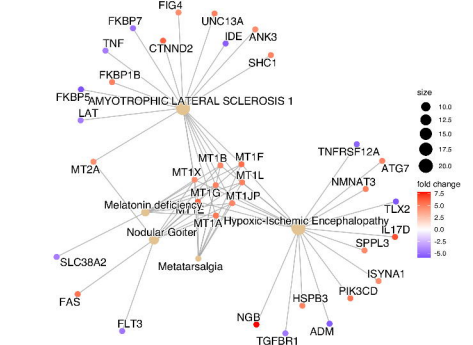 FIG4
FKBP7
UNC13A
TNF
CTNND2
IDE
ANK3
SHC1
FKBP1B
FKBP5
AMYOTROPHIC LATERAL SCLEROSIS 1
LAT
size
10.0
12.5
15.0
17.5
20.0
TNFRSF12A
MT2A
MT1B
MT1F
MT1X
MT1L
ATG7
MT1G
NMNAT3
fold change
7.5
5.0
2.5
0.0
-2.5
-5.0
MT1JP
Melatonin deficiency
MT1E
TLX2
MT1A
Hypoxic-Ischemic Encephalopathy
Nodular Goiter
IL17D
SPPL3
SLC38A2
Metatarsalgia
ISYNA1
FAS
HSPB3
PIK3CD
FLT3
NGB
TGFBR1
ADM